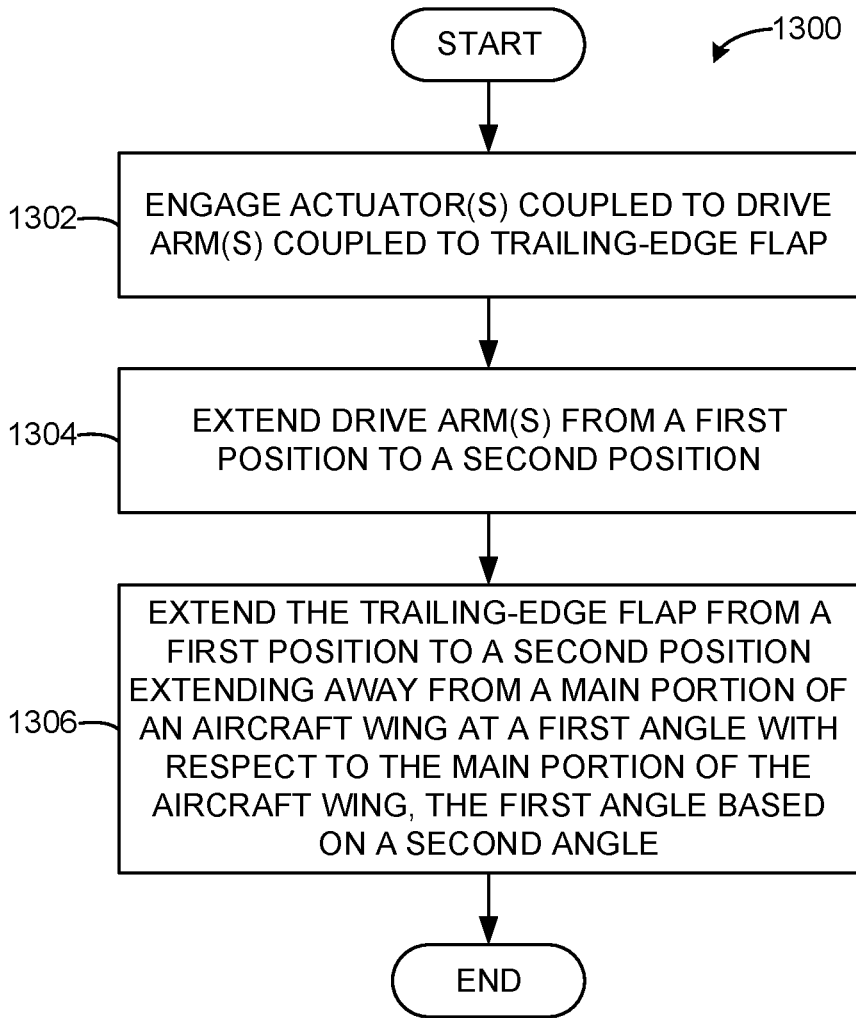 START
1300
1302
ENGAGE ACTUATOR(S) COUPLED TO DRIVE
ARM(S) COUPLED TO TRAILING-EDGE FLAP
1304
EXTEND DRIVE ARM(S) FROM A FIRST
POSITION TO A SECOND POSITION
1306
EXTEND THE TRAILING-EDGE FLAP FROM A
FIRST POSITION TO A SECOND POSITION
EXTENDING AWAY FROM A MAIN PORTION OF
AN AIRCRAFT WING AT A FIRST ANGLE WITH
RESPECT TO THE MAIN PORTION OF THE
AIRCRAFT WING, THE FIRST ANGLE BASED
ON A SECOND ANGLE
END